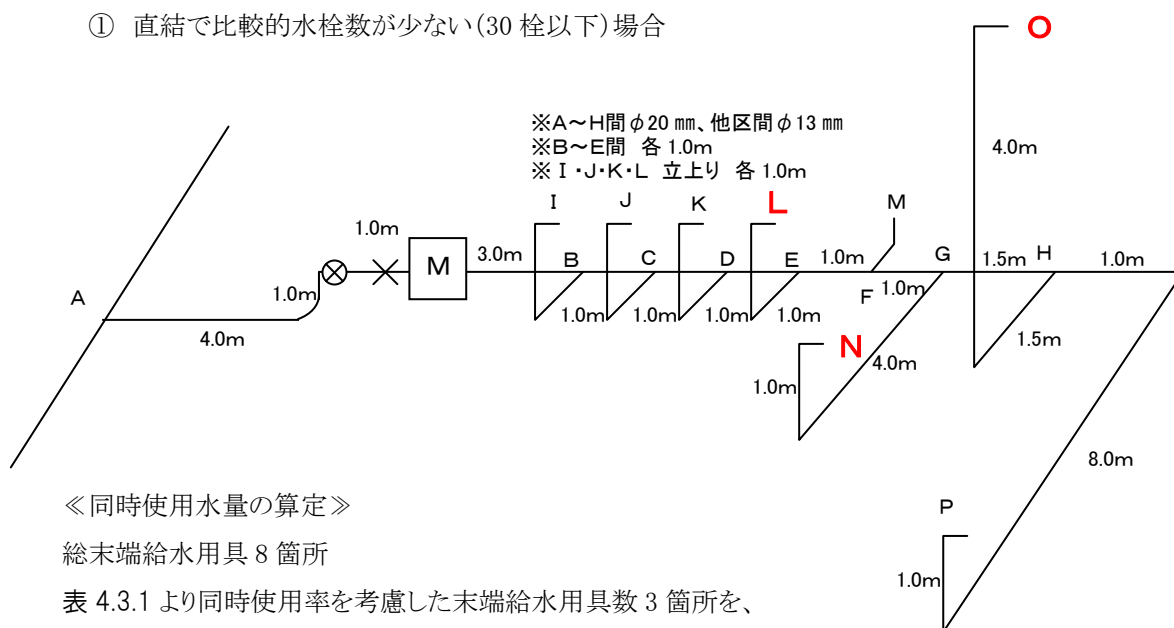 ① 直結で比較的水栓数が少ない(30 栓以下)場合
O
※A～H間φ20 ㎜、他区間φ13 ㎜
※B～E間 各 1.0m
※ I ・J・K・L 立上り 各 1.0m
4.0m
I
J
K
L
M
1.0m
M
3.0m
B
C
D
E
1.0m
F
G
1.0m
1.5m
H
1.0m
A
1.0m
4.0m
1.0m
1.0m
1.0m
1.0m
N
4.0m
1.0m
1.5m
8.0m
≪同時使用水量の算定≫
総末端給水用具 8 箇所
P
1.0m
表 4.3.1 より同時使用率を考慮した末端給水用具数 3 箇所を、